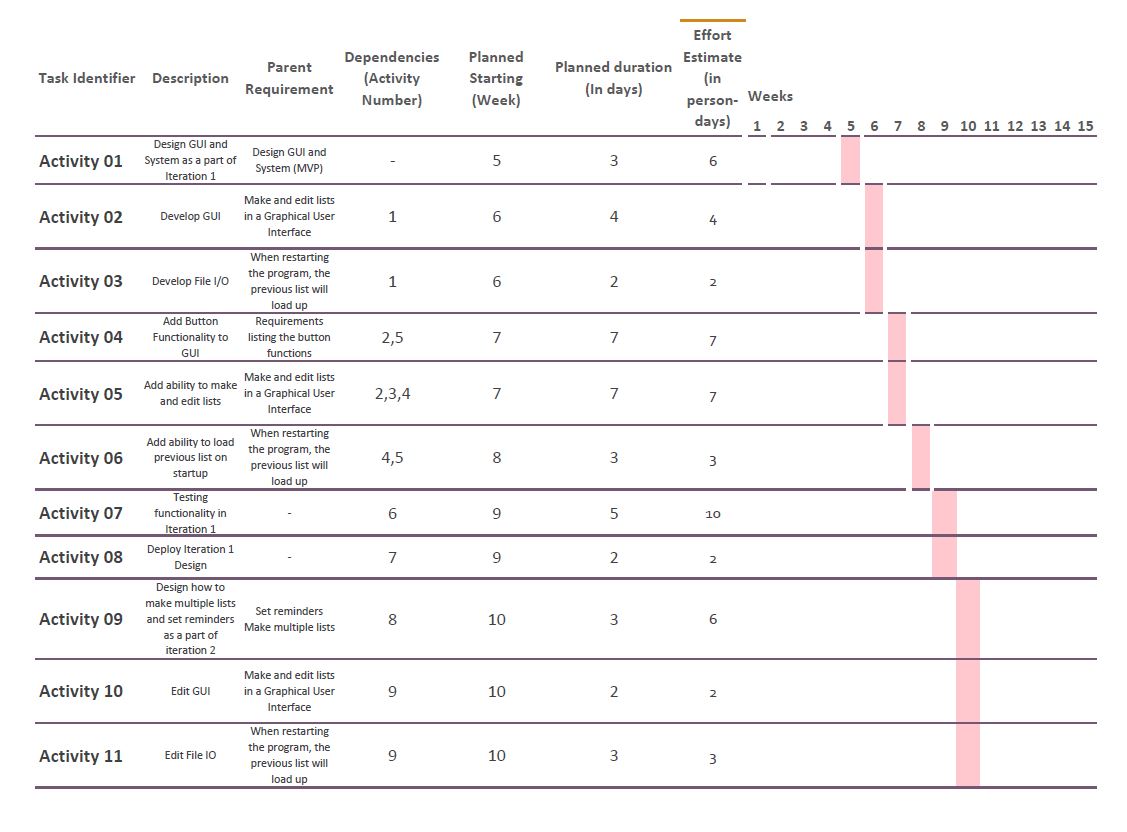 Task Identifier
Description
Parent
Requirement
Dependencies
(Activity
Number)
Planned
Starting
(Week)
Planned duration
(In days)
Effort
Estimate
(in
person-
days)
Weeks
1 2 3 4 5 6 7 8 9 10 11 12 13 14 15
Activity 01
Design GUI and
System as a part of
Iteration 1
Design GUI and
System (MVP)
-
5
3
6
Activity 02
Develop GUI
Make and edit lists
in a Graphical User
Interface
1
6
4
4
Activity 03
Develop File I/O
When restarting
the program, the
previous list will
load up
1
6
2
2
Activity 04
Add Button
Functionality to
GUI
Requirements
listing the button
functions
2,5
7
7
7
Activity 05
Add ability to make
and edit lists
Make and edit lists
in a Graphical User
Interface
2,3,4
7
7
7
Activity 06
Add ability to load
previous list on
startup
When restarting
the program, the
previous list will
load up
4,5
8
3
3
Activity 07
Testing
functionality in
Iteration 1
-
6
9
5
10
Activity 08
Deploy Iteration 1
Design
-
7
9
2
2
Activity 09
Design how to
make multiple lists
and set reminders
as a part of
iteration 2
Set reminders
Make multiple lists
8
10
3
6
Activity 10
Edit GUI
Make and edit lists
in a Graphical User
Interface
9
10
2
2
Activity 11
Edit File IO
When restarting
the program, the
previous list will
load up
9
10
3
3